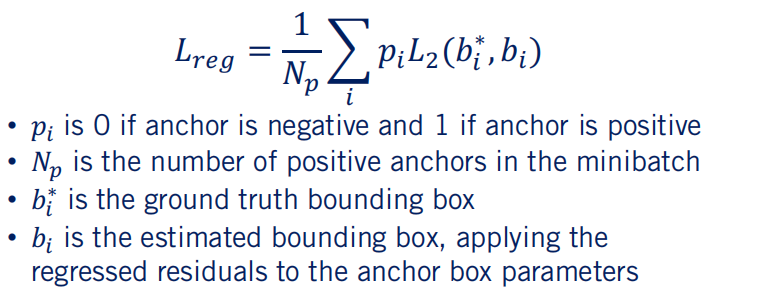 L_reg = 1/N_p ∑_i p_i L_2(b_i^*, b_i)
• p_i is 0 if anchor is negative and 1 if anchor is positive
• N_p is the number of positive anchors in the minibatch
• b_i^* is the ground truth bounding box
• b_i is the estimated bounding box, applying the
regressed residuals to the anchor box parameters